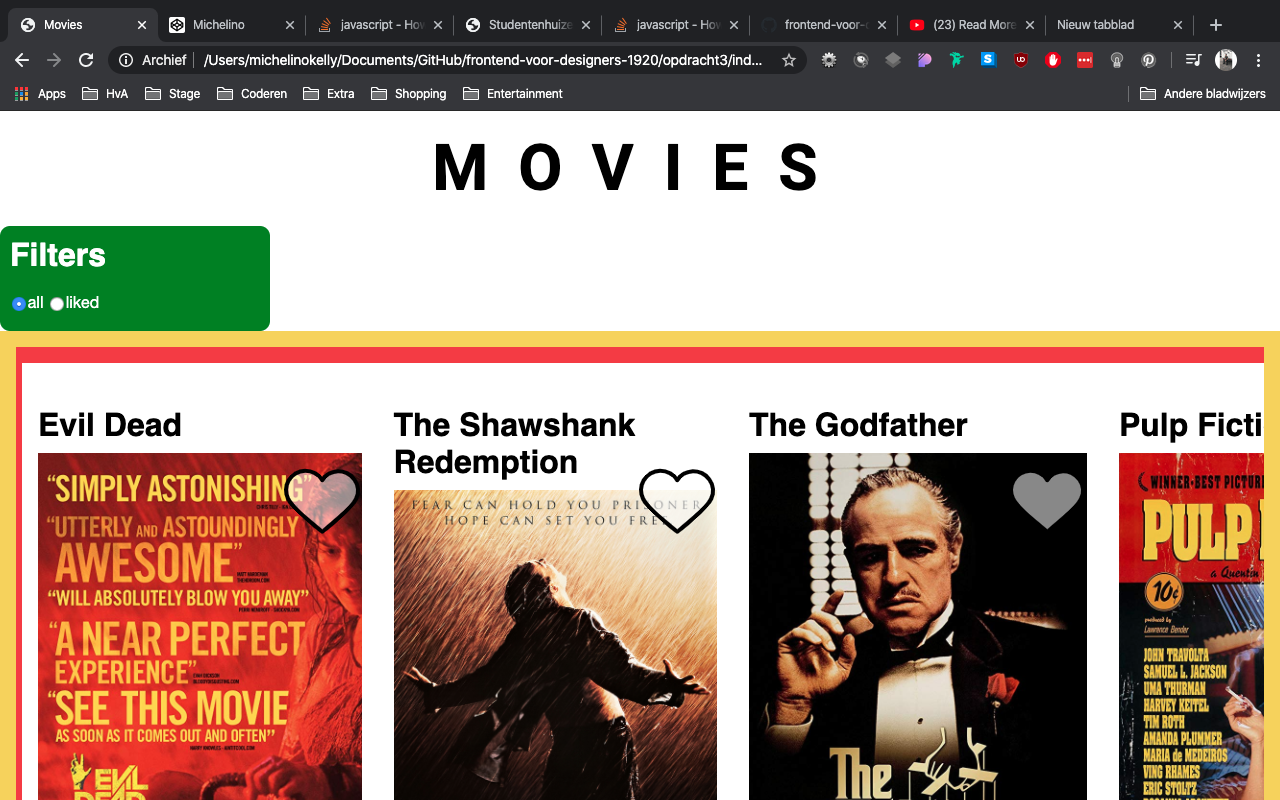 Movies
Michelino
javascript - How
Studentenhuize
javascript - How
frontend-voor-d
(23) Read More
Nieuw tabblad
Archief
/Users/michelinokelly/Documents/GitHub/frontend-voor-designers-1920/opdracht3/ind...
Apps
HvA
Stage
Coderen
Extra
Shopping
Entertainment
Andere bladwijzers
MOVIES
Filters
all liked
Evil Dead
The Shawshank
Redemption
The Godfather
Pulp Ficti
“SIMPLY ASTONISHING”
“UTTERLY AND ASTOUNDINGLY
AWESOME”
“WILL ABSOLUTELY BLOW YOU AWAY”
“A NEAR PERFECT
EXPERIENCE”
“SEE THIS MOVIE
AS SOON AS IT COMES OUT AND OFTEN”
EVIL
DEAD
FEAR CAN HOLD YOU PRISONER
HOPE CAN SET YOU FREE
The
WINNER-BEST PICTUR
PULP
a Quentin
10¢
produced by
Lawrence Bender
JOHN TRAVOLTA
SAMUEL L. JACKSON
UMA THURMAN
HARVEY KEITEL
TIM ROTH
AMANDA PLUMMER
MARIA de MEDEIROS
VING RHAMES
ERIC STOLTZ